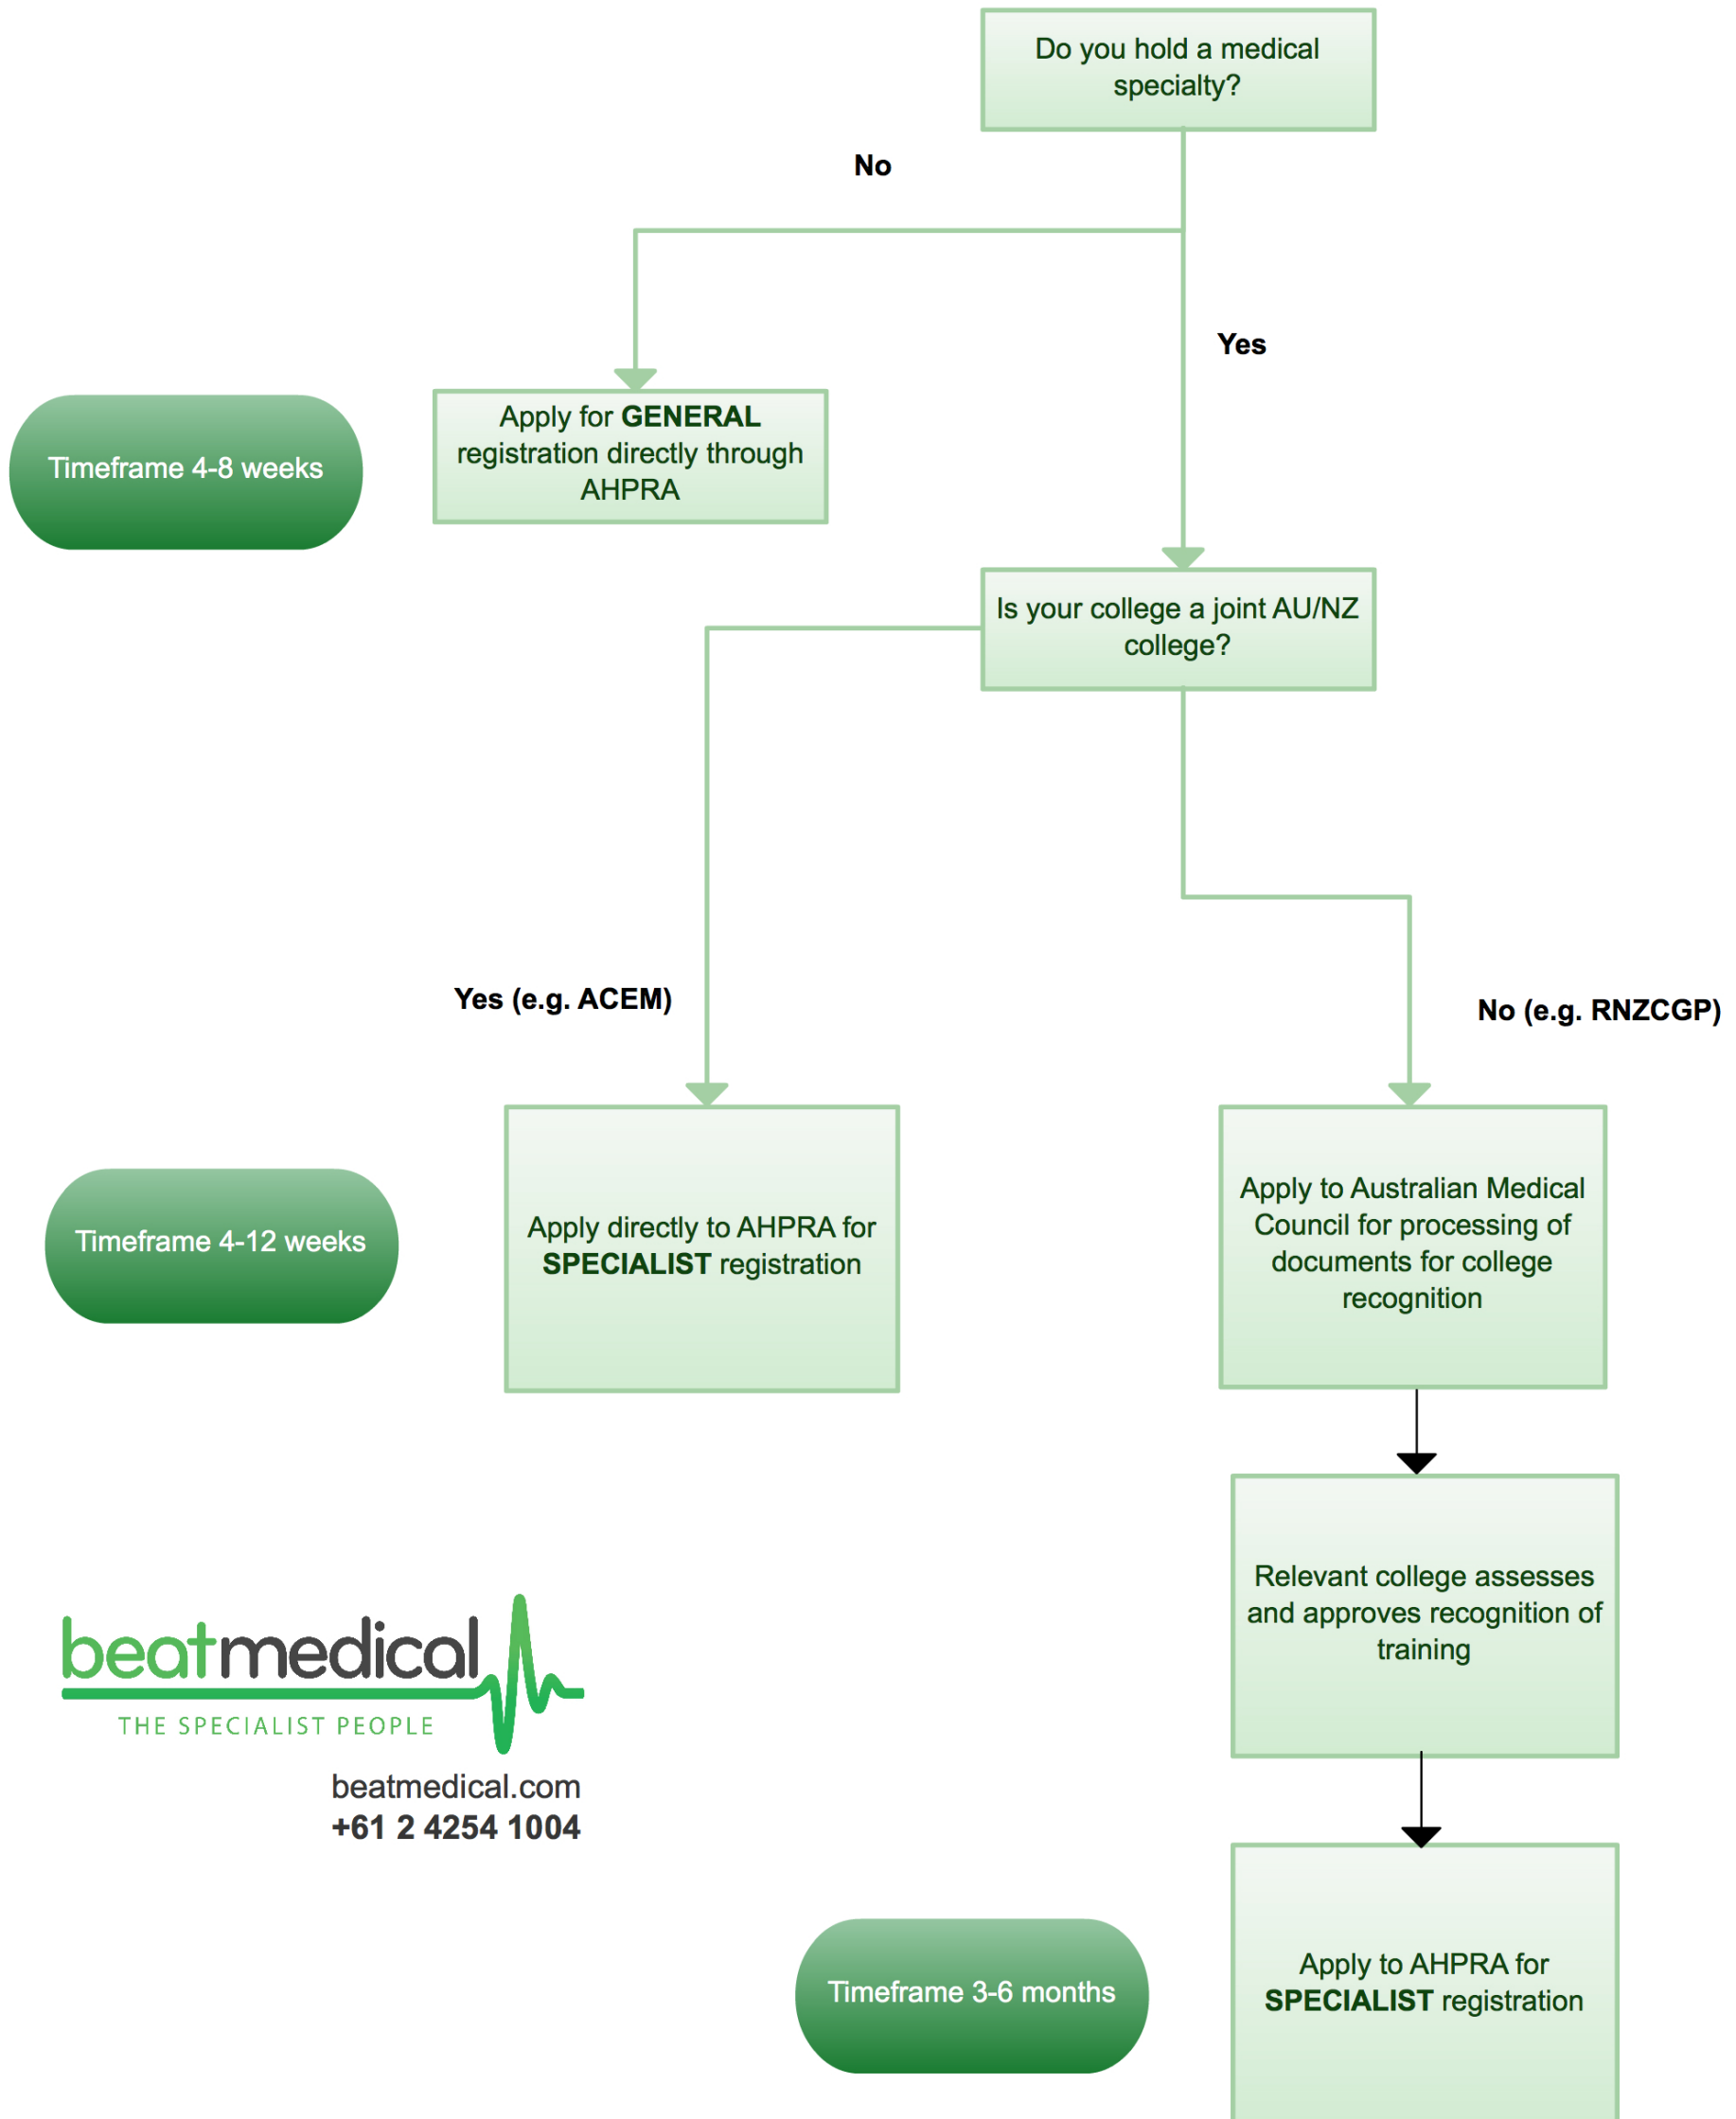 Do you hold a medical
specialty?
No
Yes
Timeframe 4-8 weeks
Apply for GENERAL
registration directly through
AHPRA
Is your college a joint AU/NZ
college?
Yes (e.g. ACEM)
No (e.g. RNZCGP)
Timeframe 4-12 weeks
Apply directly to AHPRA for
SPECIALIST registration
Apply to Australian Medical
Council for processing of
documents for college
recognition
Relevant college assesses
and approves recognition of
training
beatmedical
THE SPECIALIST PEOPLE
beatmedical.com
+61 2 4254 1004
Timeframe 3-6 months
Apply to AHPRA for
SPECIALIST registration